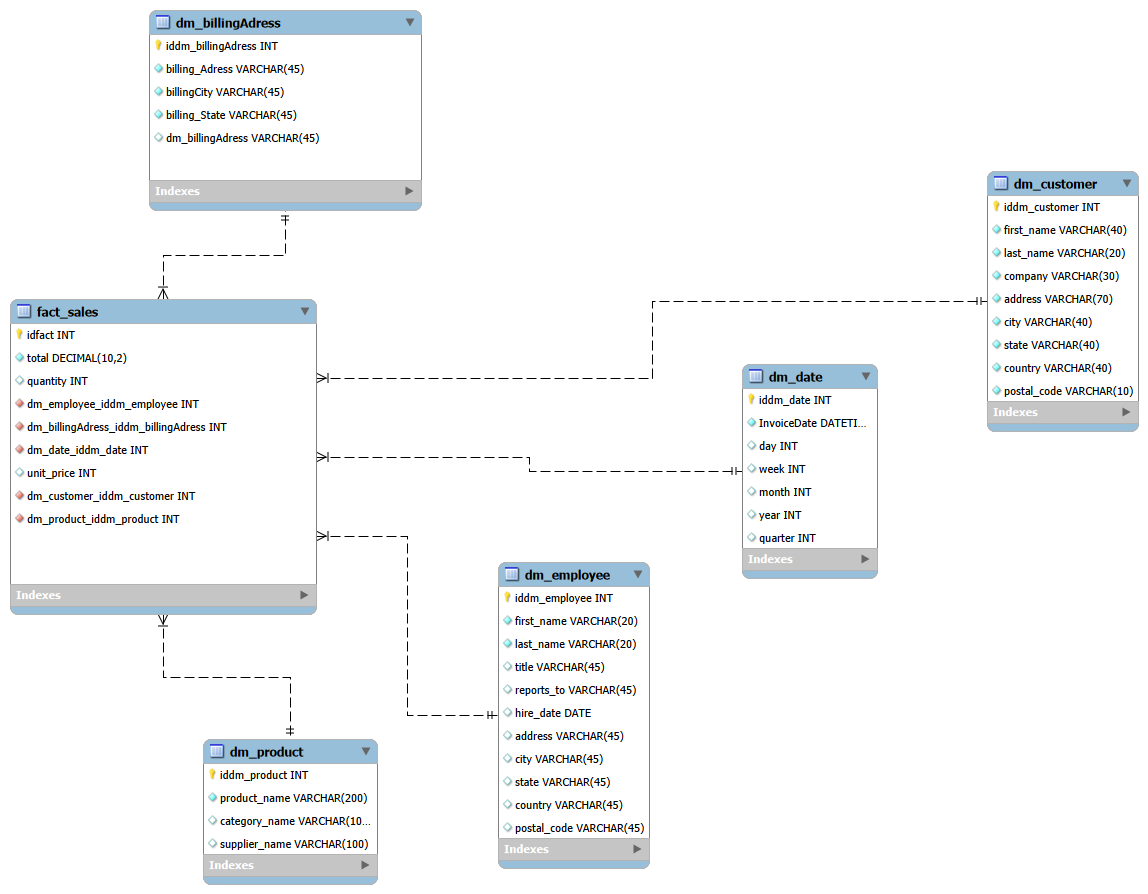 dm_billingAdress
iddm_billingAdress INT
billing_Adress VARCHAR(45)
billingCity VARCHAR(45)
billing_State VARCHAR(45)
dm_billingAdress VARCHAR(45)
Indexes
dm_customer
iddm_customer INT
first_name VARCHAR(40)
last_name VARCHAR(20)
company VARCHAR(30)
address VARCHAR(70)
city VARCHAR(40)
state VARCHAR(40)
country VARCHAR(40)
postal_code VARCHAR(10)
Indexes
fact_sales
idfact INT
total DECIMAL(10,2)
quantity INT
dm_employee_iddm_employee INT
dm_billingAdress_iddm_billingAdress INT
dm_date_iddm_date INT
unit_price INT
dm_customer_iddm_customer INT
dm_product_iddm_product INT
Indexes
dm_date
iddm_date INT
InvoiceDate DATETI...
day INT
week INT
month INT
year INT
quarter INT
Indexes
dm_employee
iddm_employee INT
first_name VARCHAR(20)
last_name VARCHAR(20)
title VARCHAR(45)
reports_to VARCHAR(45)
hire_date DATE
address VARCHAR(45)
city VARCHAR(45)
state VARCHAR(45)
country VARCHAR(45)
postal_code VARCHAR(45)
Indexes
dm_product
iddm_product INT
product_name VARCHAR(200)
category_name VARCHAR(10...
supplier_name VARCHAR(100)
Indexes